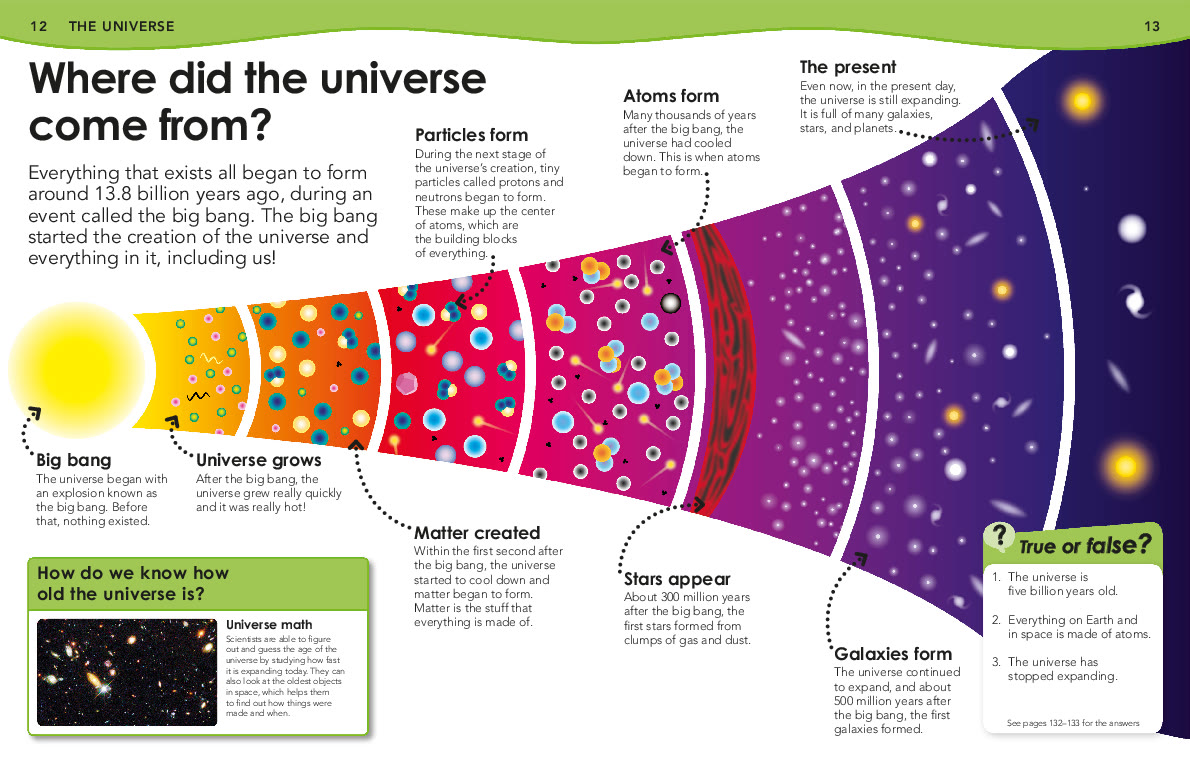 12 THE UNIVERSE
13
Where did the universe
come from?
Everything that exists all began to form
around 13.8 billion years ago, during an
event called the big bang. The big bang
started the creation of the universe and
everything in it, including us!
Big bang
The universe began with
an explosion known as
the big bang. Before
that, nothing existed.
Universe grows
After the big bang, the
universe grew really quickly
and it was really hot!
Matter created
Within the first second after
the big bang, the universe
started to cool down and
matter began to form.
Matter is the stuff that
everything is made of.
Particles form
During the next stage of
the universe's creation, tiny
particles called protons and
neutrons began to form.
These make up the center
of atoms, which are
the building blocks
of everything.
Atoms form
Many thousands of years
after the big bang, the
universe had cooled
down. This is when atoms
began to form.
Stars appear
About 300 million years
after the big bang, the
first stars formed from
clumps of gas and dust.
Galaxies form
The universe continued
to expand, and about
500 million years after
the big bang, the first
galaxies formed.
The present
Even now, in the present day,
the universe is still expanding.
It is full of many galaxies,
stars, and planets.
How do we know how
old the universe is?
Universe math
Scientists are able to figure
out and guess the age of the
universe by studying how fast
it is expanding today. They can
also look at the oldest objects
in space, which helps them
to find out how things were
made and when.
? True or false?
1. The universe is
five billion years old.
2. Everything on Earth and
in space is made of atoms.
3. The universe has
stopped expanding.
See pages 132–133 for the answers